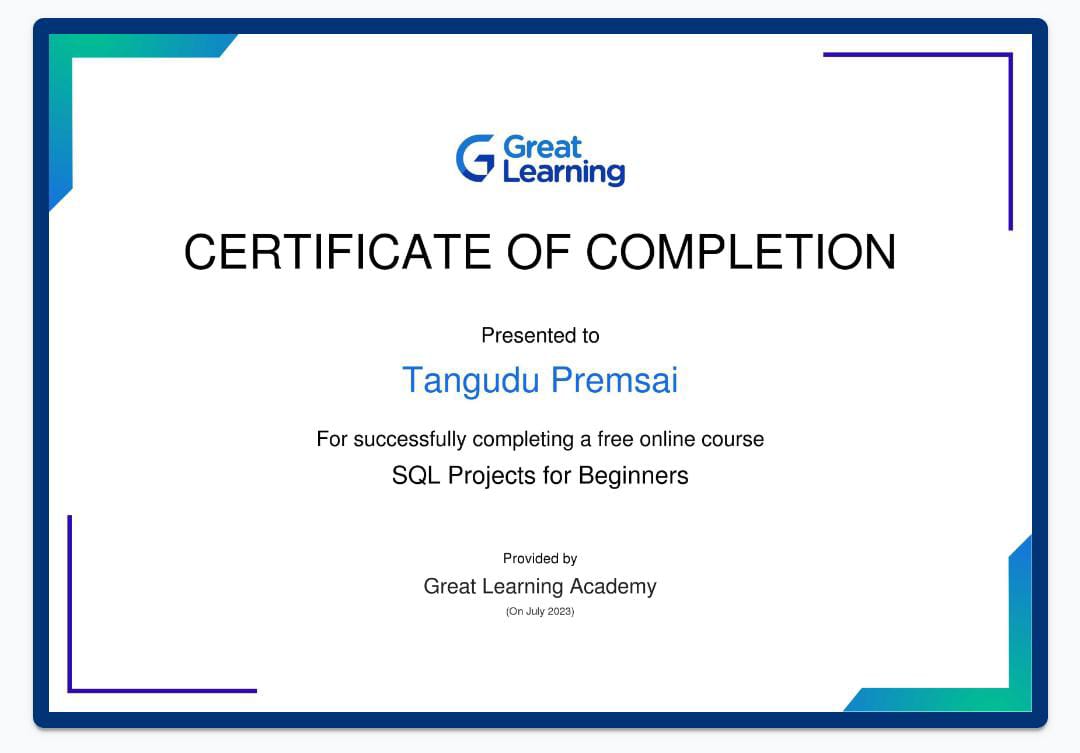 Great
Learning
CERTIFICATE OF COMPLETION
Presented to
Tangudu Premsai
For successfully completing a free online course
SQL Projects for Beginners
Provided by
Great Learning Academy
(On July 2023)